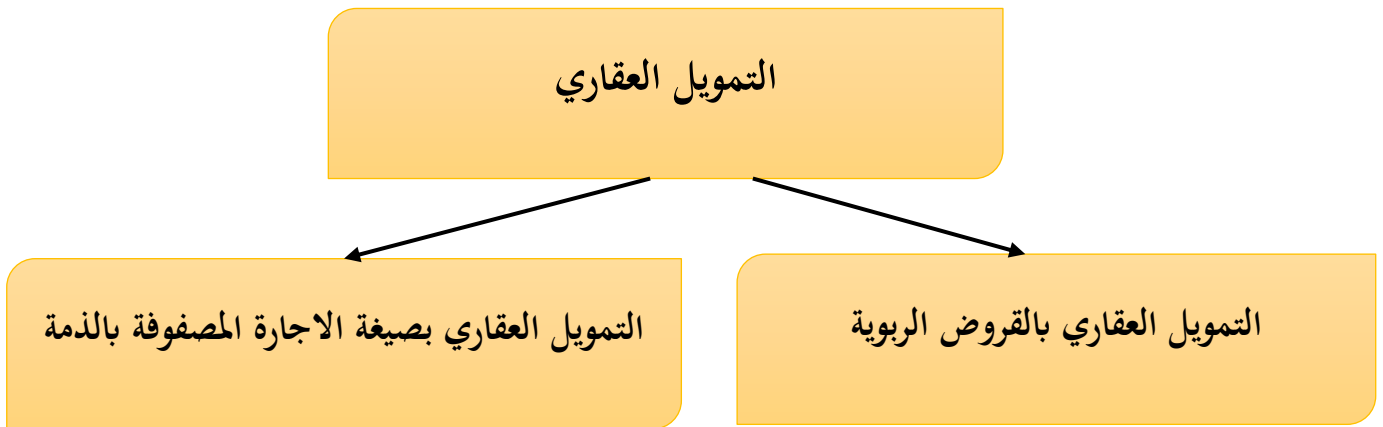 التمويل العقاري
التمويل العقاري بالقروض الربوية
التمويل العقاري بصيغة الاجارة المصفوفة بالذمة